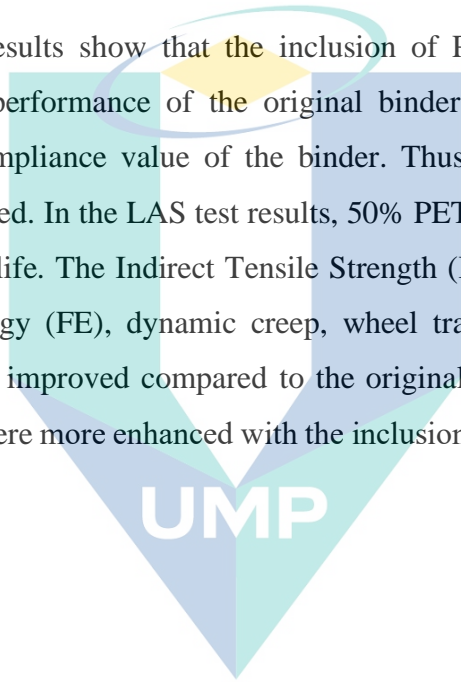 esults show that the inclusion of
performance of the original binder
mpliance value of the binder. Thus
ed. In the LAS test results, 50% PET
life. The Indirect Tensile Strength (
gy (FE), dynamic creep, wheel tra
improved compared to the original
ere more enhanced with the inclusion
UMP